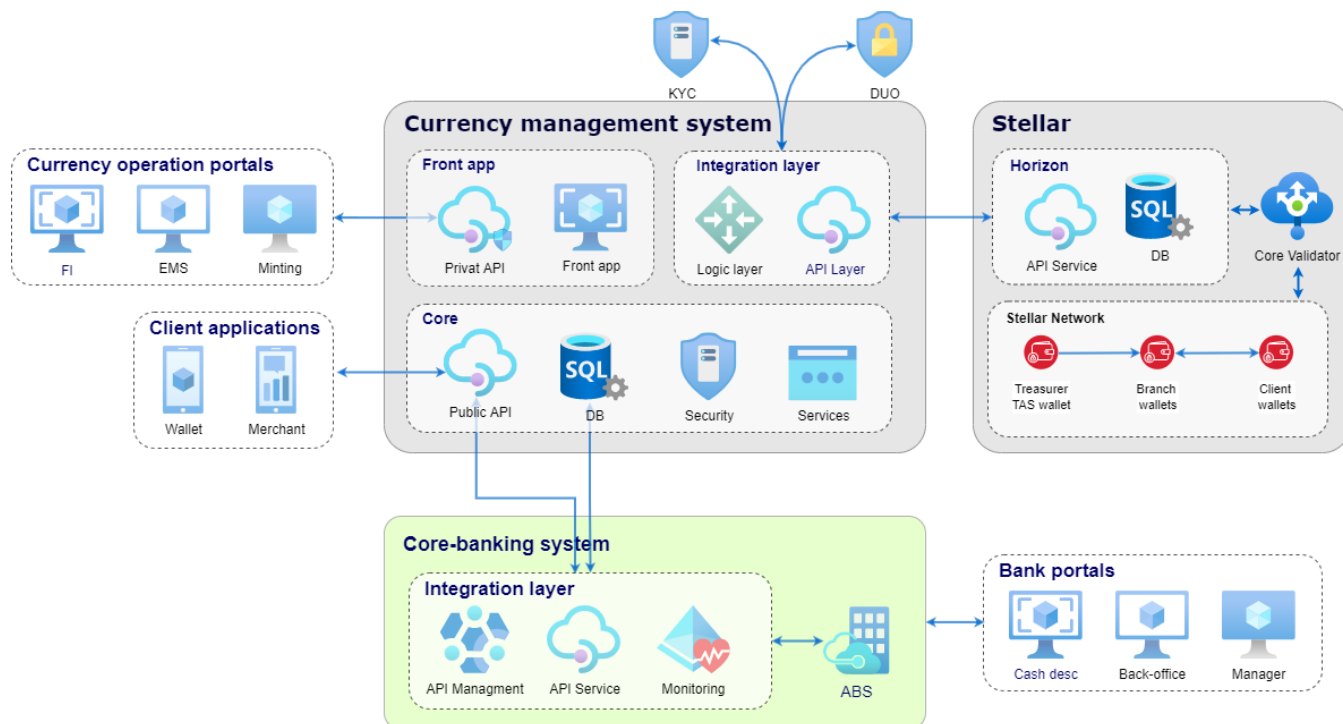 KYC
DUO
Currency management system
Stellar
Currency operation portals
FI
EMS
Minting
Front app
Privat API
Front app
Integration layer
Logic layer
API Layer
Horizon
API Service
SQL
DB
Core Validator
Client applications
Wallet
Merchant
Core
Public API
SQL
DB
Security
Services
Stellar Network
Treasurer
TAS wallet
Branch
wallets
Client
wallets
Core-banking system
Integration layer
API Managment
API Service
Monitoring
ABS
Bank portals
Cash desc
Back-office
Manager